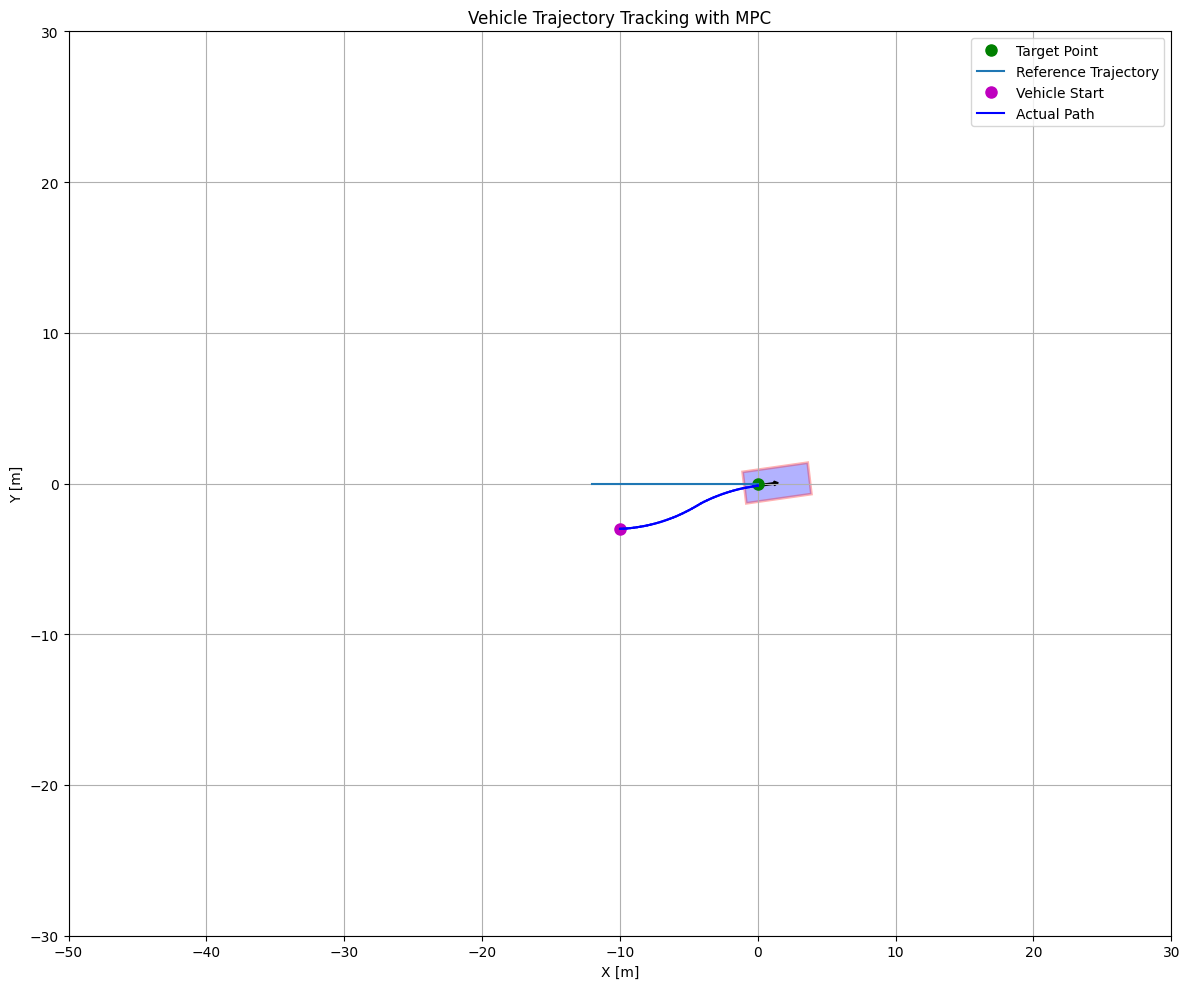 Vehicle Trajectory Tracking with MPC
Target Point
Reference Trajectory
Vehicle Start
Actual Path
30
20
10
0
−10
−20
−30
Y [m]
−50
−40
−30
−20
−10
0
10
20
30
X [m]